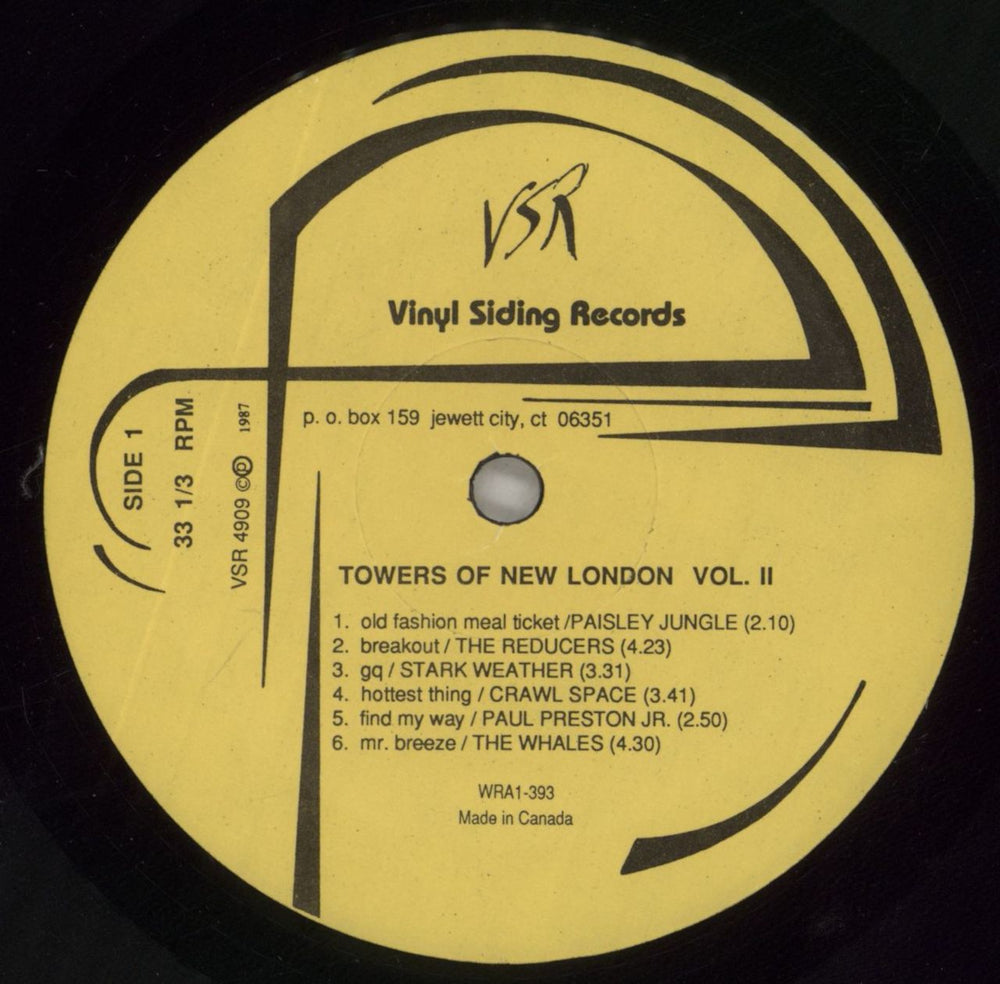 VSR
Vinyl Siding Records
p. o. box 159 jewett city, ct 06351
SIDE 1
33 1/3 RPM
VSR 4909 ©℗ 1987
TOWERS OF NEW LONDON VOL. II
1. old fashion meal ticket /PAISLEY JUNGLE (2.10)
2. breakout / THE REDUCERS (4.23)
3. gq / STARK WEATHER (3.31)
4. hottest thing / CRAWL SPACE (3.41)
5. find my way / PAUL PRESTON JR. (2.50)
6. mr. breeze / THE WHALES (4.30)
WRA1-393
Made in Canada